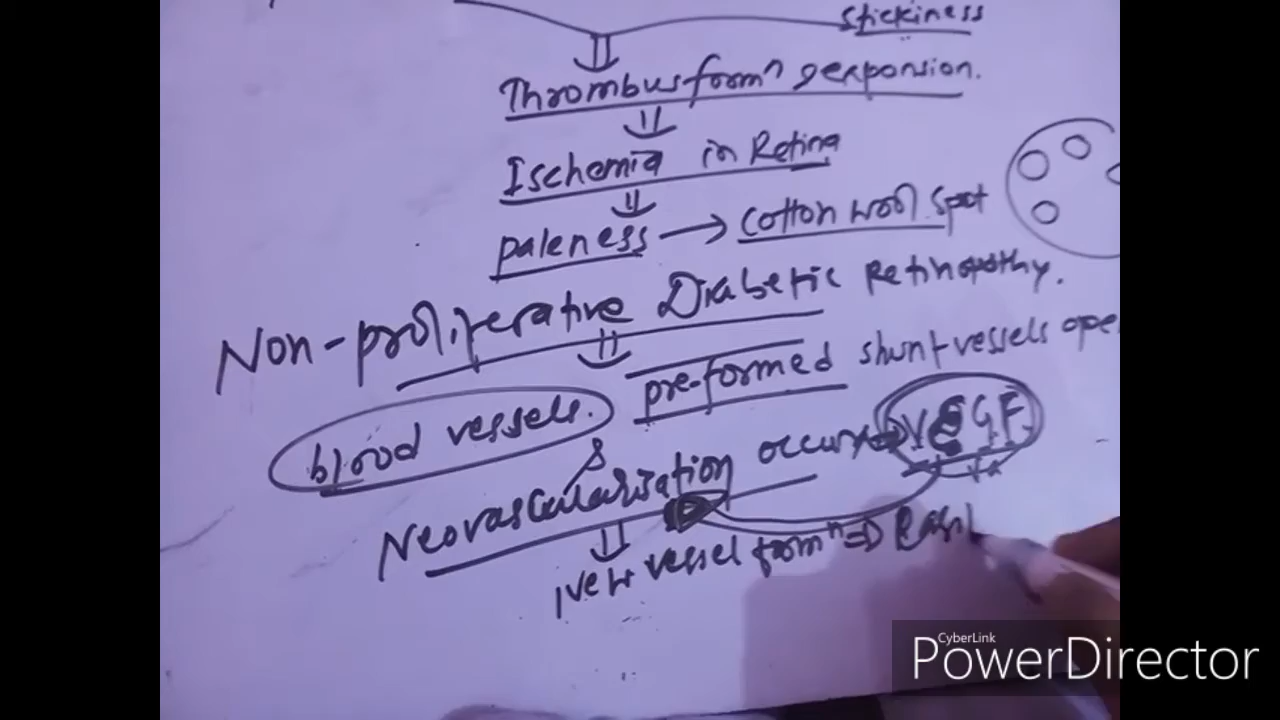 stickiness
Thrombus formⁿ & expansion.
Ischemia in Retina
paleness → cotton wool spot
Non-proliferative Diabetic Retinopathy.
pre-formed shunt vessels ope
blood vessels.
Neovascularisation occurs VEGF
New vessel formⁿ ⇒
CyberLink
PowerDirector